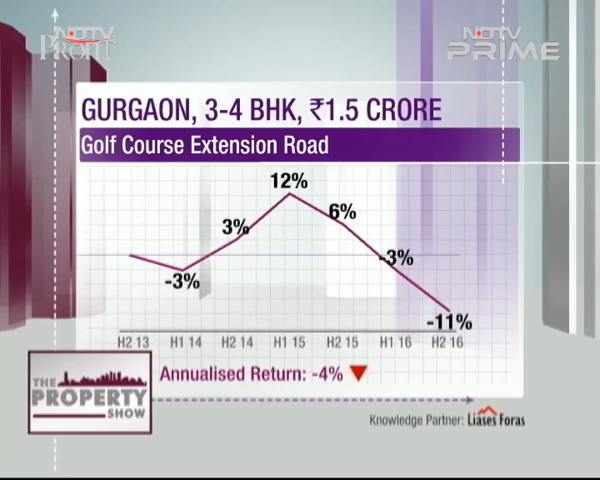 NDTV
PROFIT
NDTV
PRIME
GURGAON, 3-4 BHK, ₹1.5 CRORE
Golf Course Extension Road
12%
6%
3%
-3%
-3%
-11%
H2 13 H1 14 H2 14 H1 15 H2 15 H1 16 H2 16
Annualised Return: -4%
THE
PROPERTY
SHOW
Knowledge Partner: Liases Foras